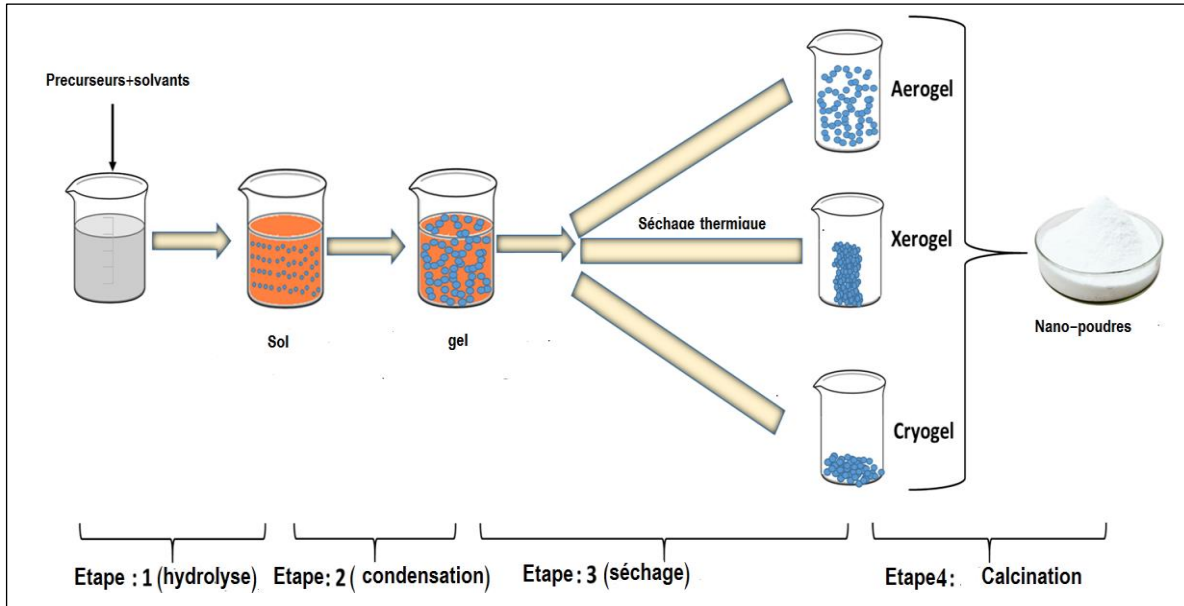 Precurseurs+solvants
Aerogel
Séchage thermique
Xerogel
Sol
gel
Nano-poudres
Cryogel
Etape : 1 (hydrolyse)
Etape: 2 ( condensation)
Etape: 3 (séchage)
Etape4: Calcination